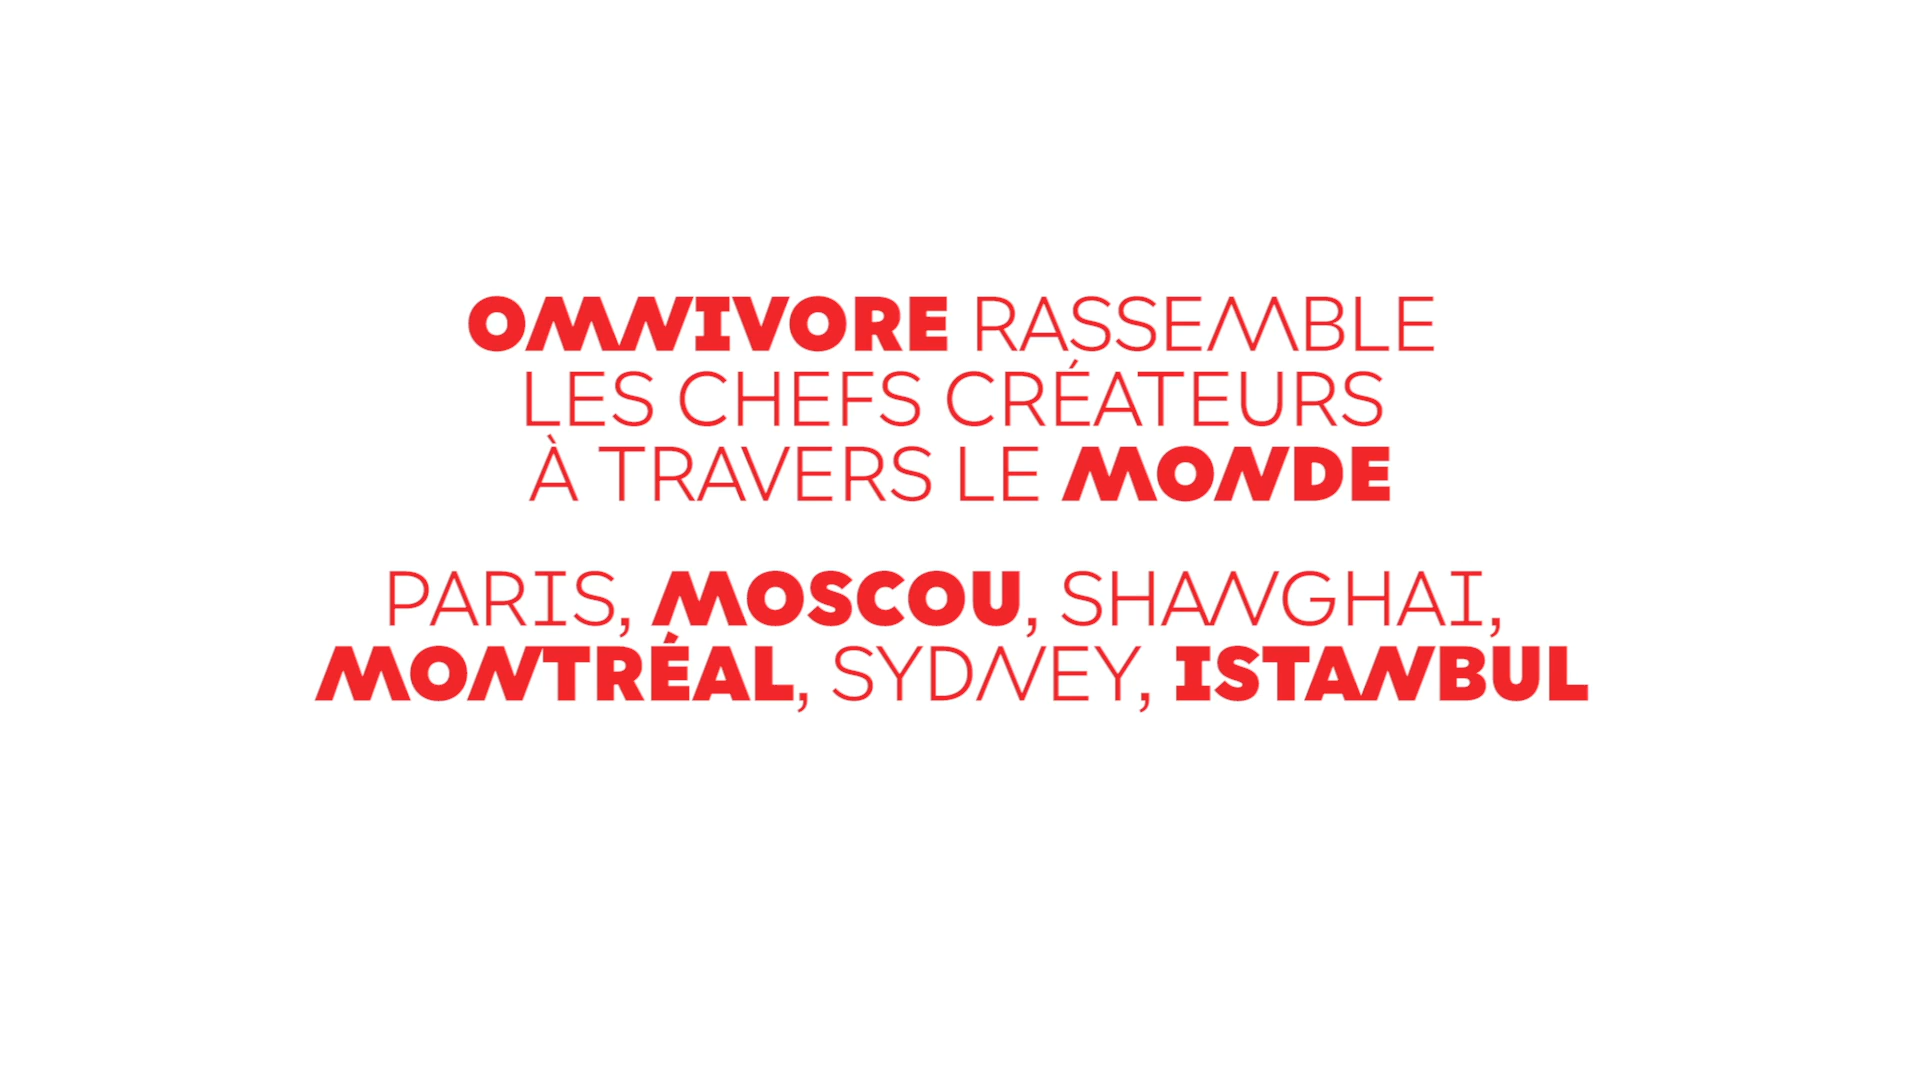 OMNIVORE RASSEMBLE
LES CHEFS CRÉATEURS
À TRAVERS LE MONDE
PARIS, MOSCOU, SHANGHAI,
MONTRÉAL, SYDNEY, ISTANBUL